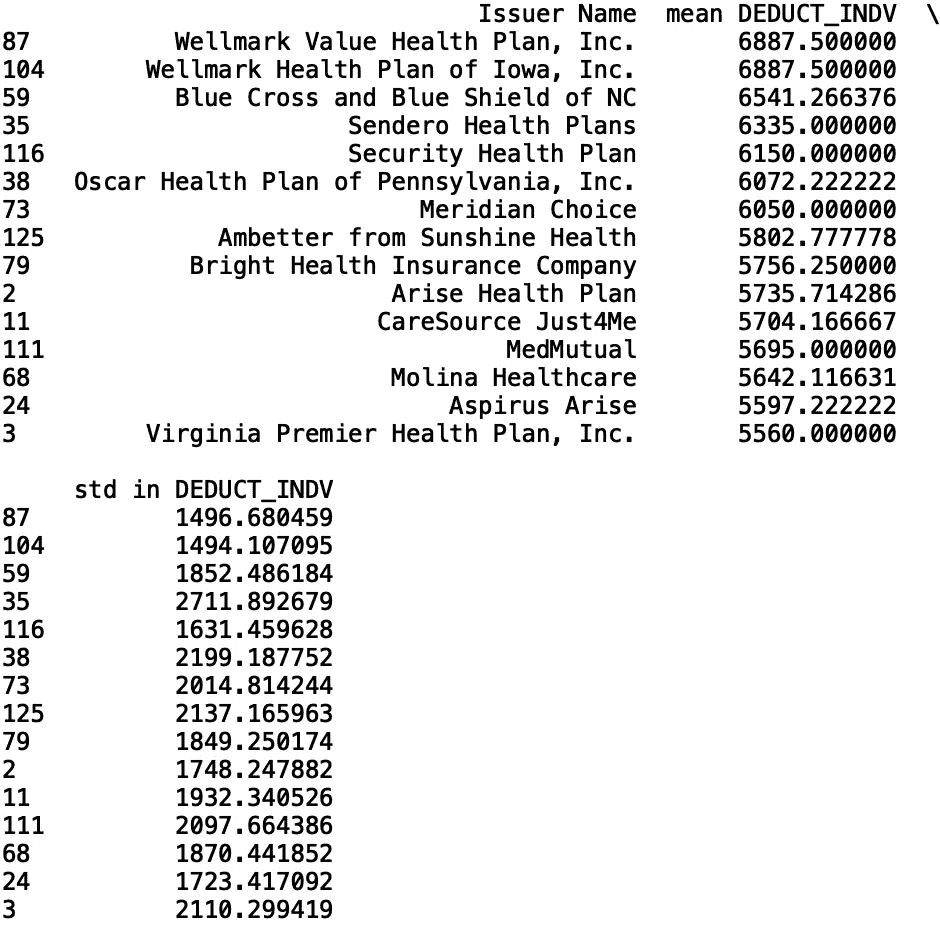 Issuer Name mean DEDUCT_INDV \
87 Wellmark Value Health Plan, Inc. 6887.500000
104 Wellmark Health Plan of Iowa, Inc. 6887.500000
59 Blue Cross and Blue Shield of NC 6541.266376
35 Sendero Health Plans 6335.000000
116 Security Health Plan 6150.000000
38 Oscar Health Plan of Pennsylvania, Inc. 6072.222222
73 Meridian Choice 6050.000000
125 Ambetter from Sunshine Health 5802.777778
79 Bright Health Insurance Company 5756.250000
2 Arise Health Plan 5735.714286
11 CareSource Just4Me 5704.166667
111 MedMutual 5695.000000
68 Molina Healthcare 5642.116631
24 Aspirus Arise 5597.222222
3 Virginia Premier Health Plan, Inc. 5560.000000
std in DEDUCT_INDV
87 1496.680459
104 1494.107095
59 1852.486184
35 2711.892679
116 1631.459628
38 2199.187752
73 2014.814244
125 2137.165963
79 1849.250174
2 1748.247882
11 1932.340526
111 2097.664386
68 1870.441852
24 1723.417092
3 2110.299419